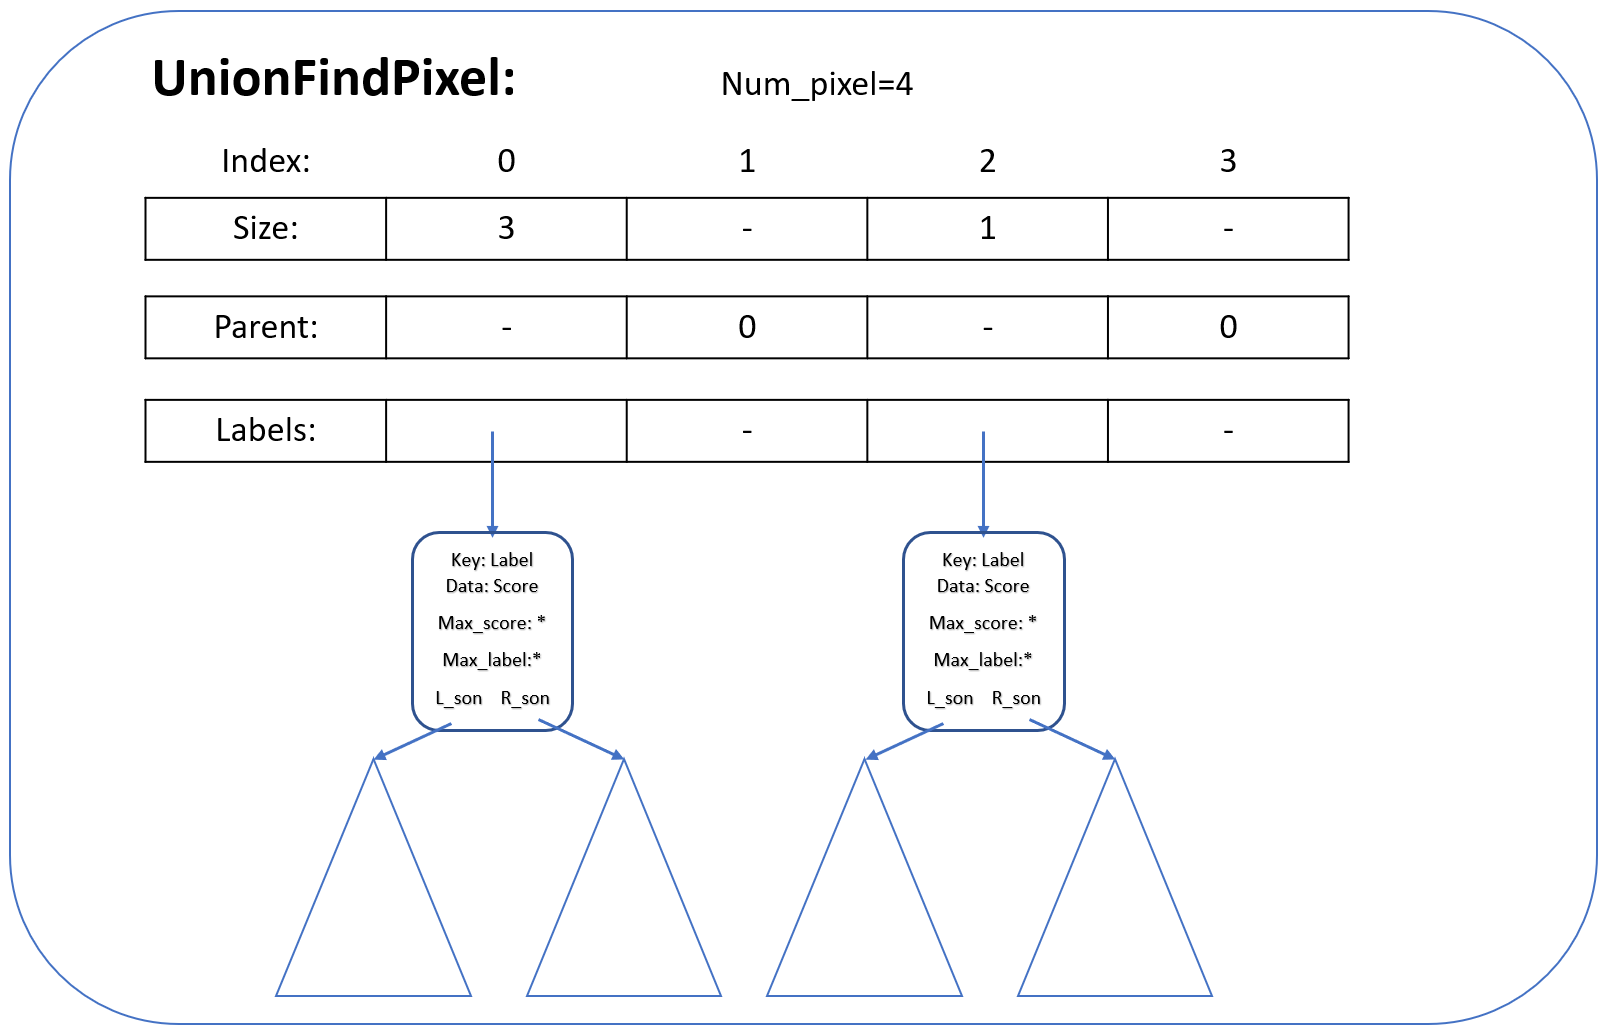 UnionFindPixel: Num_pixel=4
Index: 0 1 2 3
Size: 3 - 1 -
Parent: - 0 - 0
Labels: - -
Key: Label Key: Label
Data: Score Data: Score
Max_score: * Max_score: *
Max_label:* Max_label:*
L_son R_son L_son R_son